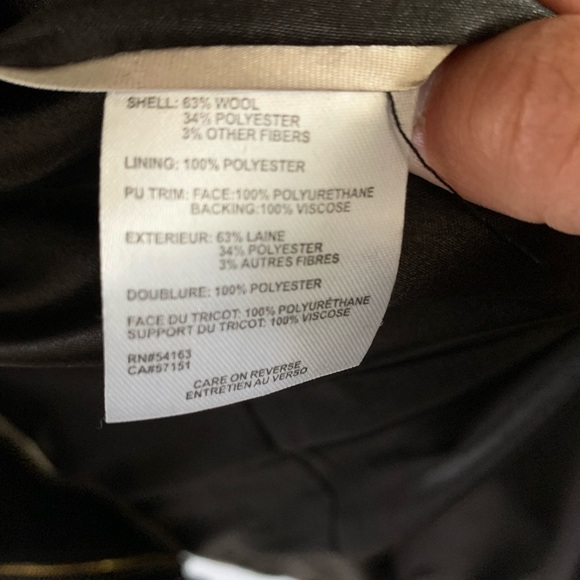 SHELL: 63% WOOL
34% POLYESTER
3% OTHER FIBERS
LINING: 100% POLYESTER
PU TRIM: FACE:100% POLYURETHANE
BACKING:100% VISCOSE
EXTERIEUR: 63% LAINE
34% POLYESTER
3% AUTRES FIBRES
DOUBLURE: 100% POLYESTER
FACE DU TRICOT: 100% POLYURÉTHANE
SUPPORT DU TRICOT: 100% VISCOSE
RN#54163
CA#57151
CARE ON REVERSE
ENTRETIEN AU VERSO